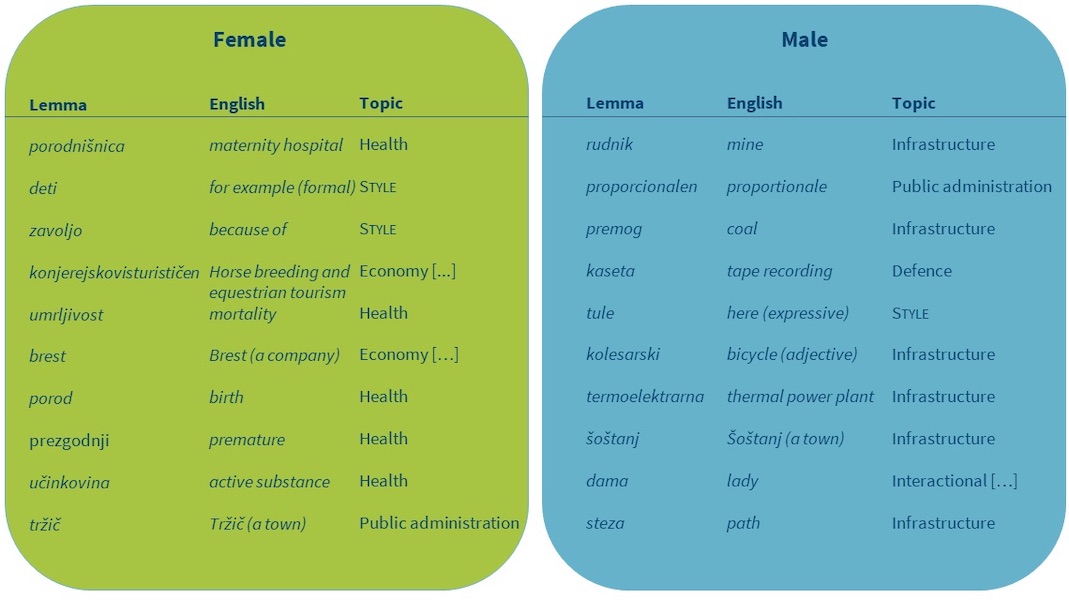 Female
Lemma English Topic
porodnišnica maternity hospital Health
deti for example (formal) STYLE
zavoljo because of STYLE
konjerejskovisturističen Horse breeding and Economy [...]
equestrian tourism
umrljivost mortality Health
brest Brest (a company) Economy […]
porod birth Health
prezgodnji premature Health
učinkovina active substance Health
tržič Tržič (a town) Public administration
Male
Lemma English Topic
rudnik mine Infrastructure
proporcionalen proportionale Public administration
premog coal Infrastructure
kaseta tape recording Defence
tule here (expressive) STYLE
kolesarski bicycle (adjective) Infrastructure
termoelektrarna thermal power plant Infrastructure
šoštanj Šoštanj (a town) Infrastructure
dama lady Interactional […]
steza path Infrastructure